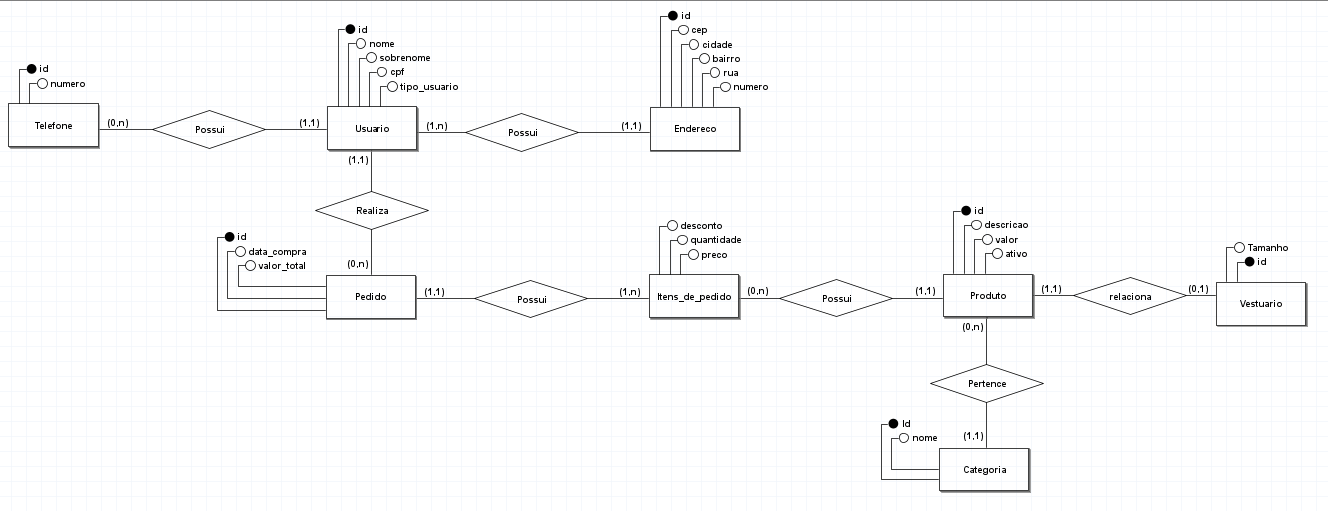 id
nome
sobrenome
cpf
tipo_usuario
id
cep
cidade
bairro
rua
numero
id
numero
Telefone
(0,n)
Possui
(1,1)
Usuario
(1,n)
Possui
(1,1)
Endereco
(1,1)
Realiza
(0,n)
id
data_compra
valor_total
Pedido
(1,1)
Possui
(1,n)
desconto
quantidade
preco
Itens_de_pedido
(0,n)
Possui
(1,1)
id
descricao
valor
ativo
Produto
(1,1)
relaciona
(0,1)
Tamanho
id
Vestuario
(0,n)
Pertence
(1,1)
Id
nome
Categoria